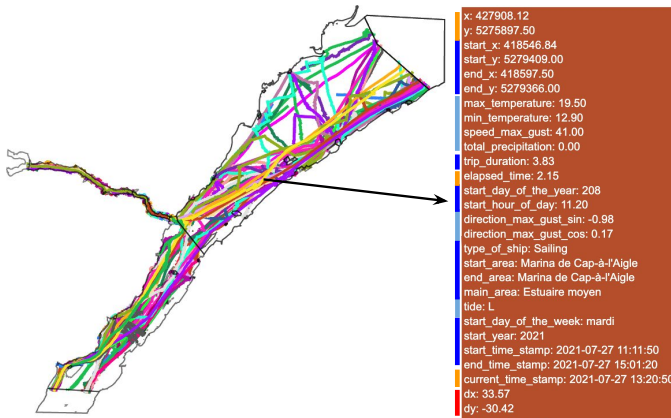 x: 427908.12
y: 5275897.50
start_x: 418546.84
start_y: 5279409.00
end_x: 418597.50
end_y: 5279366.00
max_temperature: 19.50
min_temperature: 12.90
speed_max_gust: 41.00
total_precipitation: 0.00
trip_duration: 3.83
elapsed_time: 2.15
start_day_of_the_year: 208
start_hour_of_day: 11.20
direction_max_gust_sin: -0.98
direction_max_gust_cos: 0.17
type_of_ship: Sailing
start_area: Marina de Cap-à-l'Aigle
end_area: Marina de Cap-à-l'Aigle
main_area: Estuaire moyen
tide: L
start_day_of_the_week: mardi
start_year: 2021
start_time_stamp: 2021-07-27 11:11:50
end_time_stamp: 2021-07-27 15:01:20
current_time_stamp: 2021-07-27 13:20:50
dx: 33.57
dy: -30.42